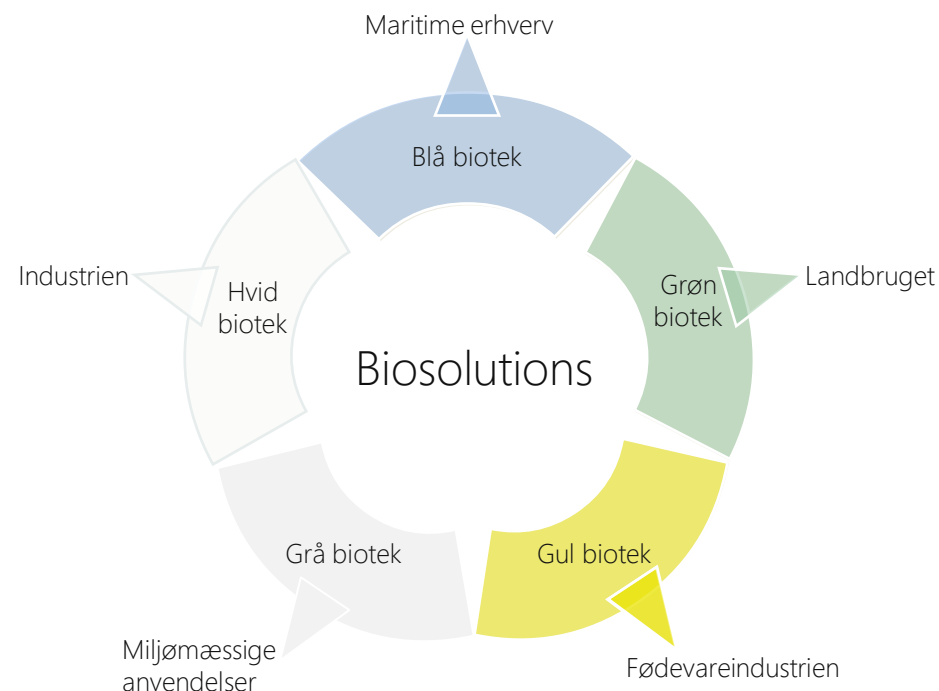 Maritime erhverv
Blå biotek
Industrien
Hvid
biotek
Grøn
biotek
Landbruget
Biosolutions
Grå biotek
Gul biotek
Miljømæssige
anvendelser
Fødevareindustrien